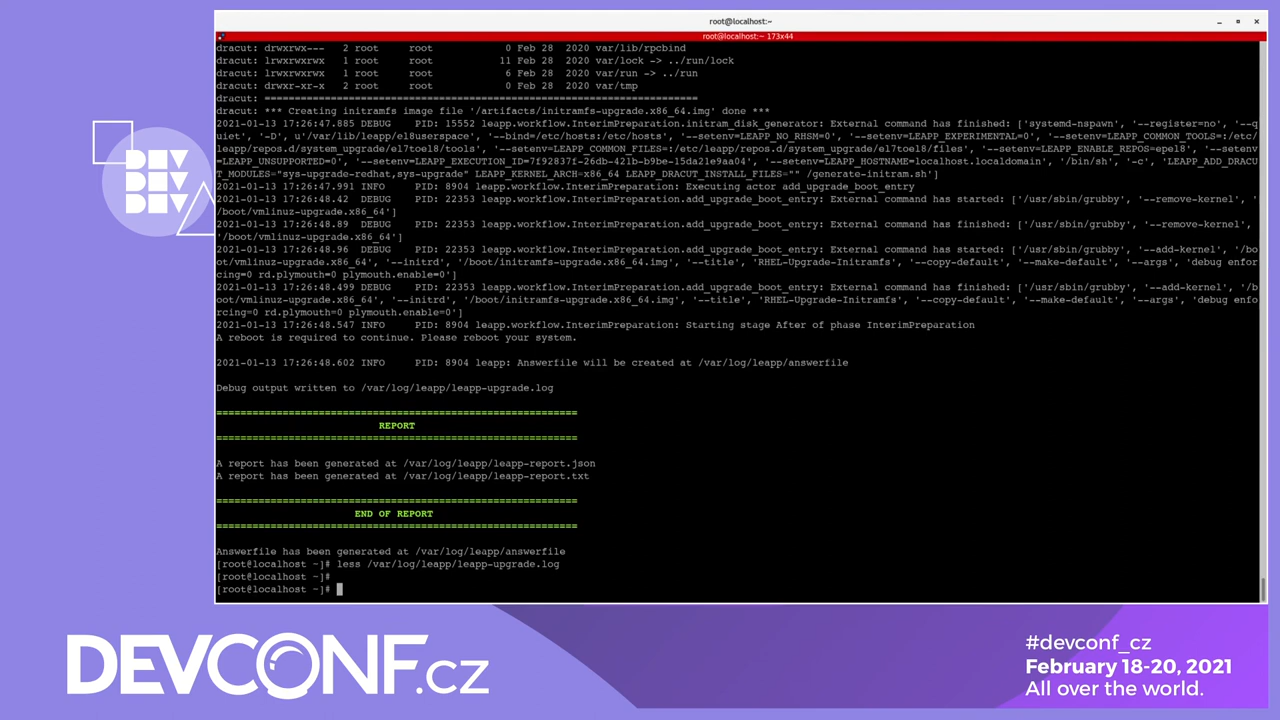 root@localhost:~
root@localhost:~ 173x44
dracut: drwxrwx--- 2 root root 0 Feb 28 2020 var/lib/rpcbind
dracut: lrwxrwxrwx 1 root root 11 Feb 28 2020 var/lock -> ../run/lock
dracut: lrwxrwxrwx 1 root root 6 Feb 28 2020 var/run -> ../run
dracut: drwxr-xr-x 2 root root 0 Feb 28 2020 var/tmp
dracut: ========================================================================
dracut: *** Creating initramfs image file '/artifacts/initramfs-upgrade.x86_64.img' done ***
2021-01-13 17:26:47.885 DEBUG PID: 15552 leapp.workflow.InterimPreparation.initram_disk_generator: External command has finished: ['systemd-nspawn', '--register=no', '--q
uiet', '-D', u'/var/lib/leapp/el8userspace', '--bind=/etc/hosts:/etc/hosts', '--setenv=LEAPP_NO_RHSM=0', '--setenv=LEAPP_EXPERIMENTAL=0', '--setenv=LEAPP_COMMON_TOOLS=:/etc/
leapp/repos.d/system_upgrade/el7toel8/tools', '--setenv=LEAPP_COMMON_FILES=:/etc/leapp/repos.d/system_upgrade/el7toel8/files', '--setenv=LEAPP_ENABLE_REPOS=epel8', '--setenv
=LEAPP_UNSUPPORTED=0', '--setenv=LEAPP_EXECUTION_ID=7f92837f-26db-421b-b9be-15da21e9aa04', '--setenv=LEAPP_HOSTNAME=localhost.localdomain', '/bin/sh', '-c', 'LEAPP_ADD_DRACU
T_MODULES="sys-upgrade-redhat,sys-upgrade" LEAPP_KERNEL_ARCH=x86_64 LEAPP_DRACUT_INSTALL_FILES="" /generate-initram.sh']
2021-01-13 17:26:47.991 INFO PID: 8904 leapp.workflow.InterimPreparation: Executing actor add_upgrade_boot_entry
2021-01-13 17:26:48.42 DEBUG PID: 22353 leapp.workflow.InterimPreparation.add_upgrade_boot_entry: External command has started: ['/usr/sbin/grubby', '--remove-kernel', '
/boot/vmlinuz-upgrade.x86_64']
2021-01-13 17:26:48.89 DEBUG PID: 22353 leapp.workflow.InterimPreparation.add_upgrade_boot_entry: External command has finished: ['/usr/sbin/grubby', '--remove-kernel',
'/boot/vmlinuz-upgrade.x86_64']
2021-01-13 17:26:48.96 DEBUG PID: 22353 leapp.workflow.InterimPreparation.add_upgrade_boot_entry: External command has started: ['/usr/sbin/grubby', '--add-kernel', '/bo
ot/vmlinuz-upgrade.x86_64', '--initrd', '/boot/initramfs-upgrade.x86_64.img', '--title', 'RHEL-Upgrade-Initramfs', '--copy-default', '--make-default', '--args', 'debug enfor
cing=0 rd.plymouth=0 plymouth.enable=0']
2021-01-13 17:26:48.499 DEBUG PID: 22353 leapp.workflow.InterimPreparation.add_upgrade_boot_entry: External command has finished: ['/usr/sbin/grubby', '--add-kernel', '/b
oot/vmlinuz-upgrade.x86_64', '--initrd', '/boot/initramfs-upgrade.x86_64.img', '--title', 'RHEL-Upgrade-Initramfs', '--copy-default', '--make-default', '--args', 'debug enfo
rcing=0 rd.plymouth=0 plymouth.enable=0']
2021-01-13 17:26:48.547 INFO PID: 8904 leapp.workflow.InterimPreparation: Starting stage After of phase InterimPreparation
A reboot is required to continue. Please reboot your system.
2021-01-13 17:26:48.602 INFO PID: 8904 leapp: Answerfile will be created at /var/log/leapp/answerfile
Debug output written to /var/log/leapp/leapp-upgrade.log
============================================================
REPORT
============================================================
A report has been generated at /var/log/leapp/leapp-report.json
A report has been generated at /var/log/leapp/leapp-report.txt
============================================================
END OF REPORT
============================================================
Answerfile has been generated at /var/log/leapp/answerfile
[root@localhost ~]# less /var/log/leapp/leapp-upgrade.log
[root@localhost ~]#
[root@localhost ~]#
DEV
DEV
DEV
DEVCONF.cz
#devconf_cz
February 18-20, 2021
All over the world.